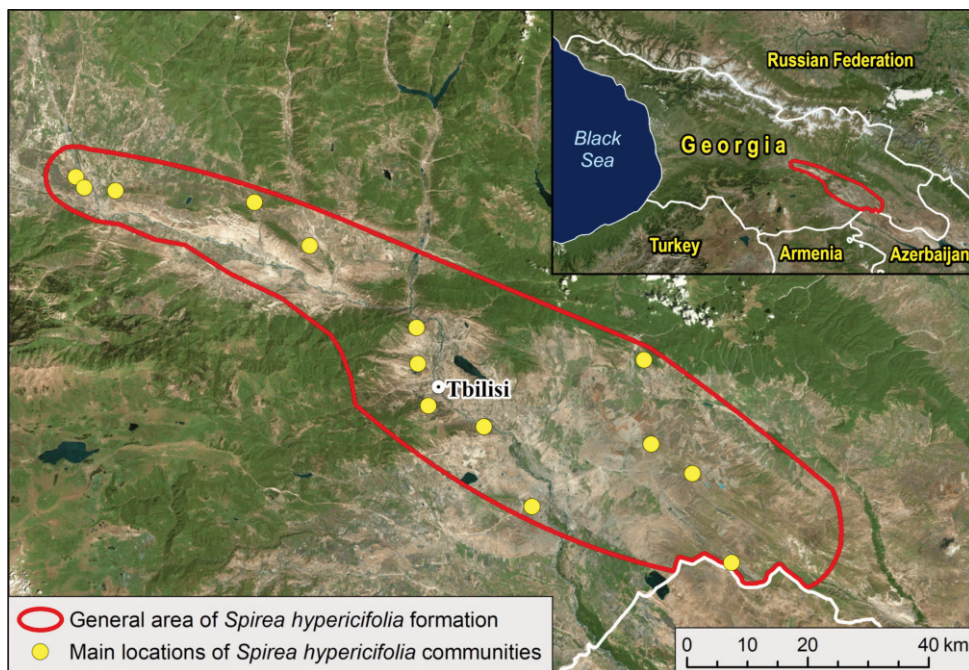 Russian Federation
Black
Sea
Georgia
Turkey
Armenia
Azerbaijan
Tbilisi
General area of Spirea hypericifolia formation
Main locations of Spirea hypericifolia communities
0 10 20 40 km